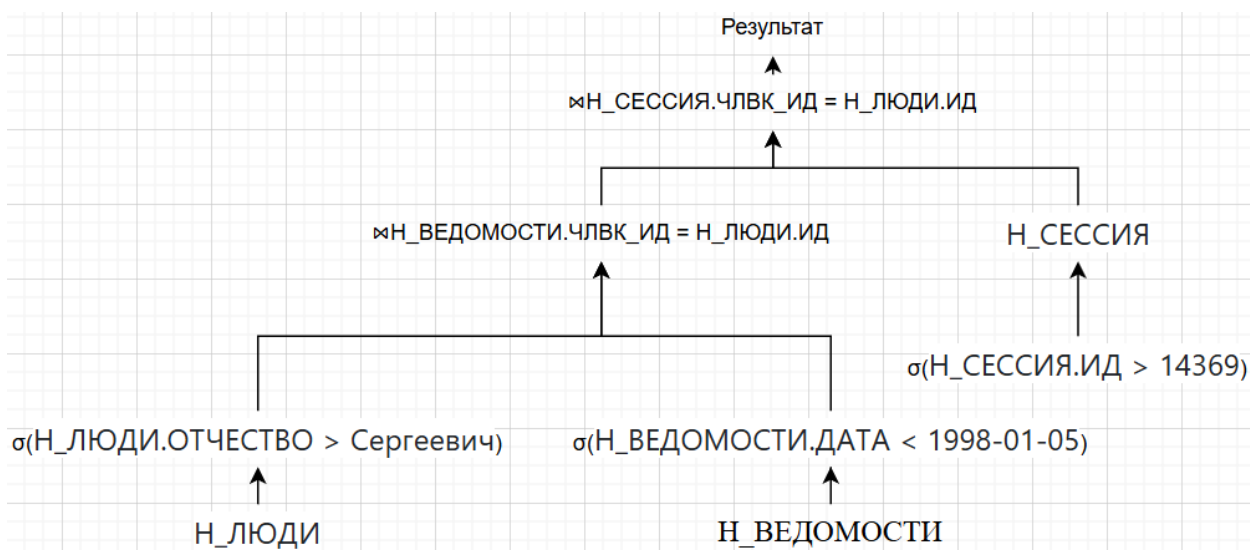 Результат
⋈Н_СЕССИЯ.ЧЛВК_ИД = Н_ЛЮДИ.ИД
⋈Н_ВЕДОМОСТИ.ЧЛВК_ИД = Н_ЛЮДИ.ИД
Н_СЕССИЯ
σ(Н_СЕССИЯ.ИД > 14369)
σ(Н_ЛЮДИ.ОТЧЕСТВО > Сергеевич)
σ(Н_ВЕДОМОСТИ.ДАТА < 1998-01-05)
Н_ЛЮДИ
Н_ВЕДОМОСТИ